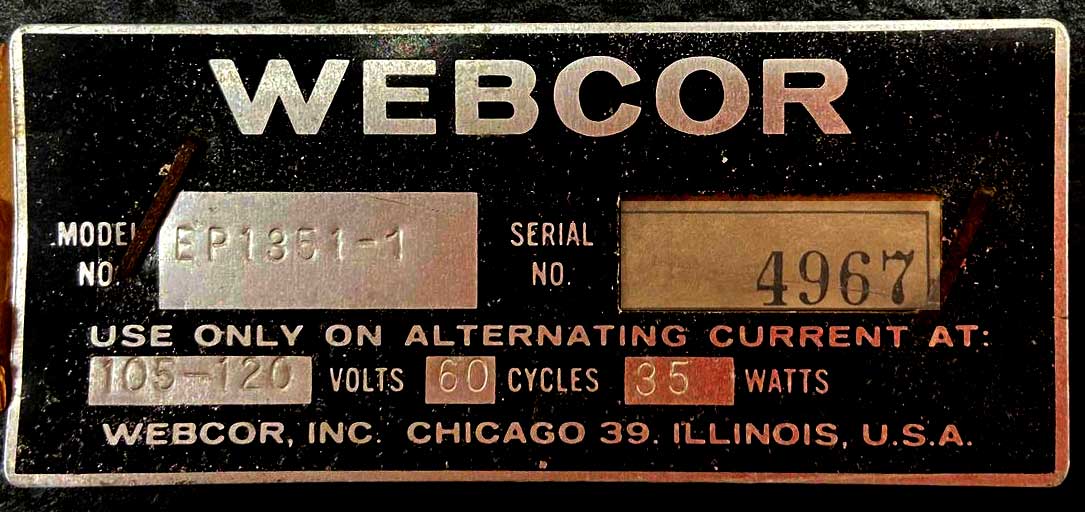 WEBCOR
MODEL NO. EP1351-1 SERIAL NO. 4967
USE ONLY ON ALTERNATING CURRENT AT:
105-120 VOLTS 60 CYCLES 35 WATTS
WEBCOR, INC. CHICAGO 39. ILLINOIS, U.S.A.